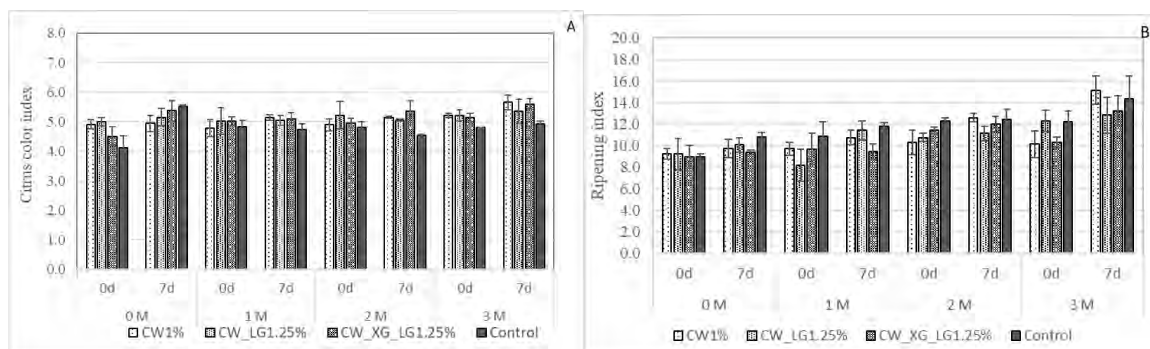 A
Citrus color index
8.0
7.0
6.0
5.0
4.0
3.0
2.0
1.0
0.0
0d 7d 0d 7d 0d 7d 0d 7d
0 M 1 M 2 M 3 M
CW1% CW_LG1.25% CW_XG_LG1.25% Control
B
Ripening index
20.0
18.0
16.0
14.0
12.0
10.0
8.0
6.0
4.0
2.0
0.0
0d 7d 0d 7d 0d 7d 0d 7d
0 M 1 M 2 M 3 M
CW1% CW_LG1.25% CW_XG_LG1.25% Control